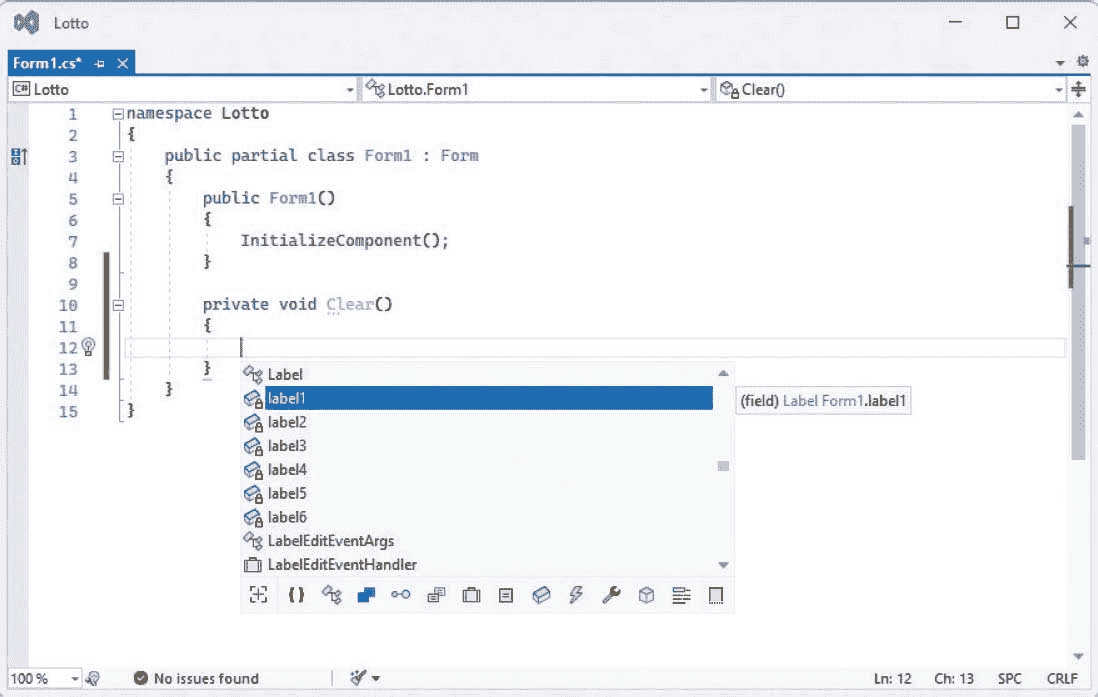 Lotto
Form1.cs*
C# Lotto
Lotto.Form1
Clear()
1 namespace Lotto
2 {
3 public partial class Form1 : Form
4 {
5 public Form1()
6 {
7 InitializeComponent();
8 }
9
10 private void Clear()
11 {
12
13 }
14 }
15 }
Label
label1
(field) Label Form1.label1
label2
label3
label4
label5
label6
LabelEditEventArgs
LabelEditEventHandler
100 %
No issues found
Ln: 12
Ch: 13
SPC
CRLF